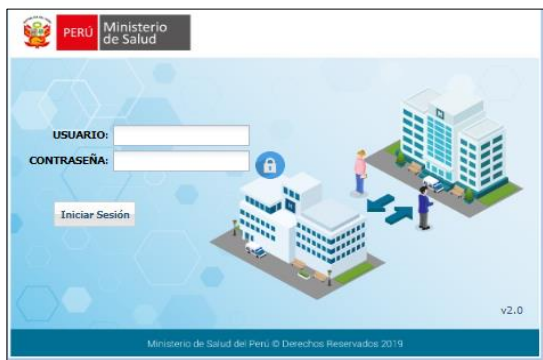 PERÚ
Ministerio
de Salud
USUARIO:
CONTRASEÑA:
Iniciar Sesión
v2.0
Ministerio de Salud del Perú © Derechos Reservados 2019